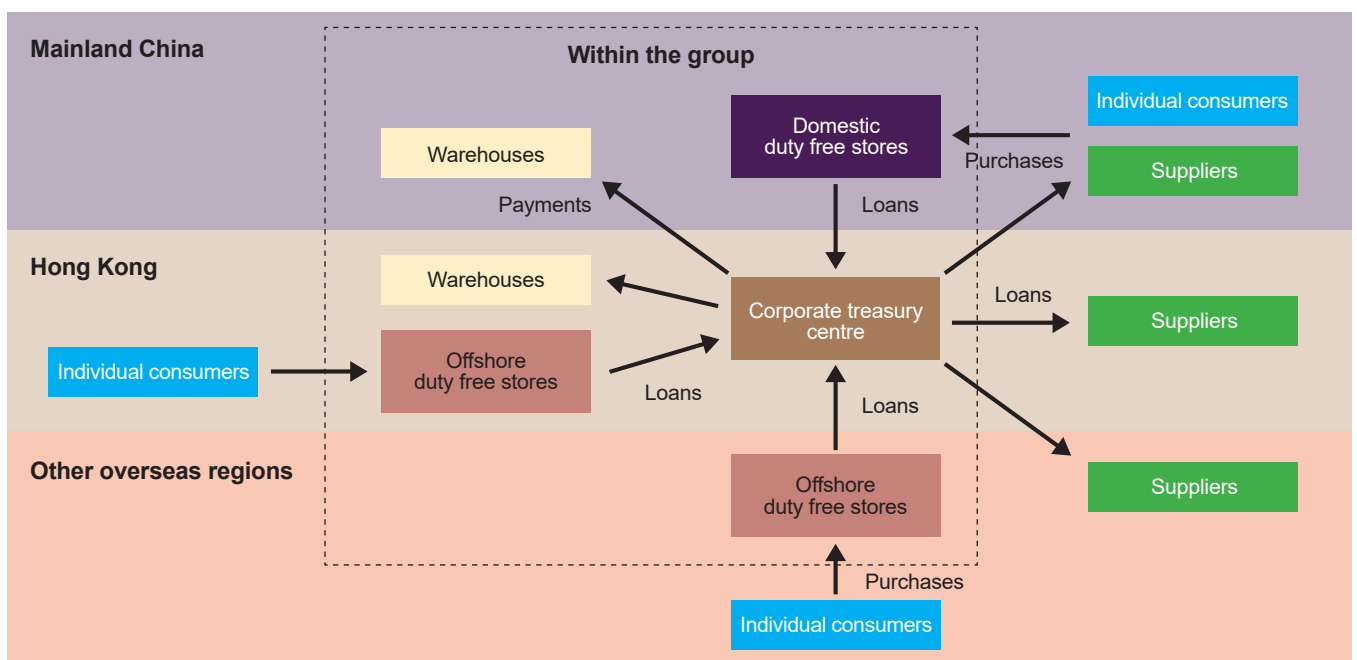 Mainland China
Within the group
Individual consumers
Domestic
duty free stores
Warehouses
Purchases
Suppliers
Payments
Loans
Hong Kong
Warehouses
Corporate treasury
centre
Loans
Suppliers
Individual consumers
Offshore
duty free stores
Loans
Loans
Other overseas regions
Offshore
duty free stores
Suppliers
Purchases
Individual consumers